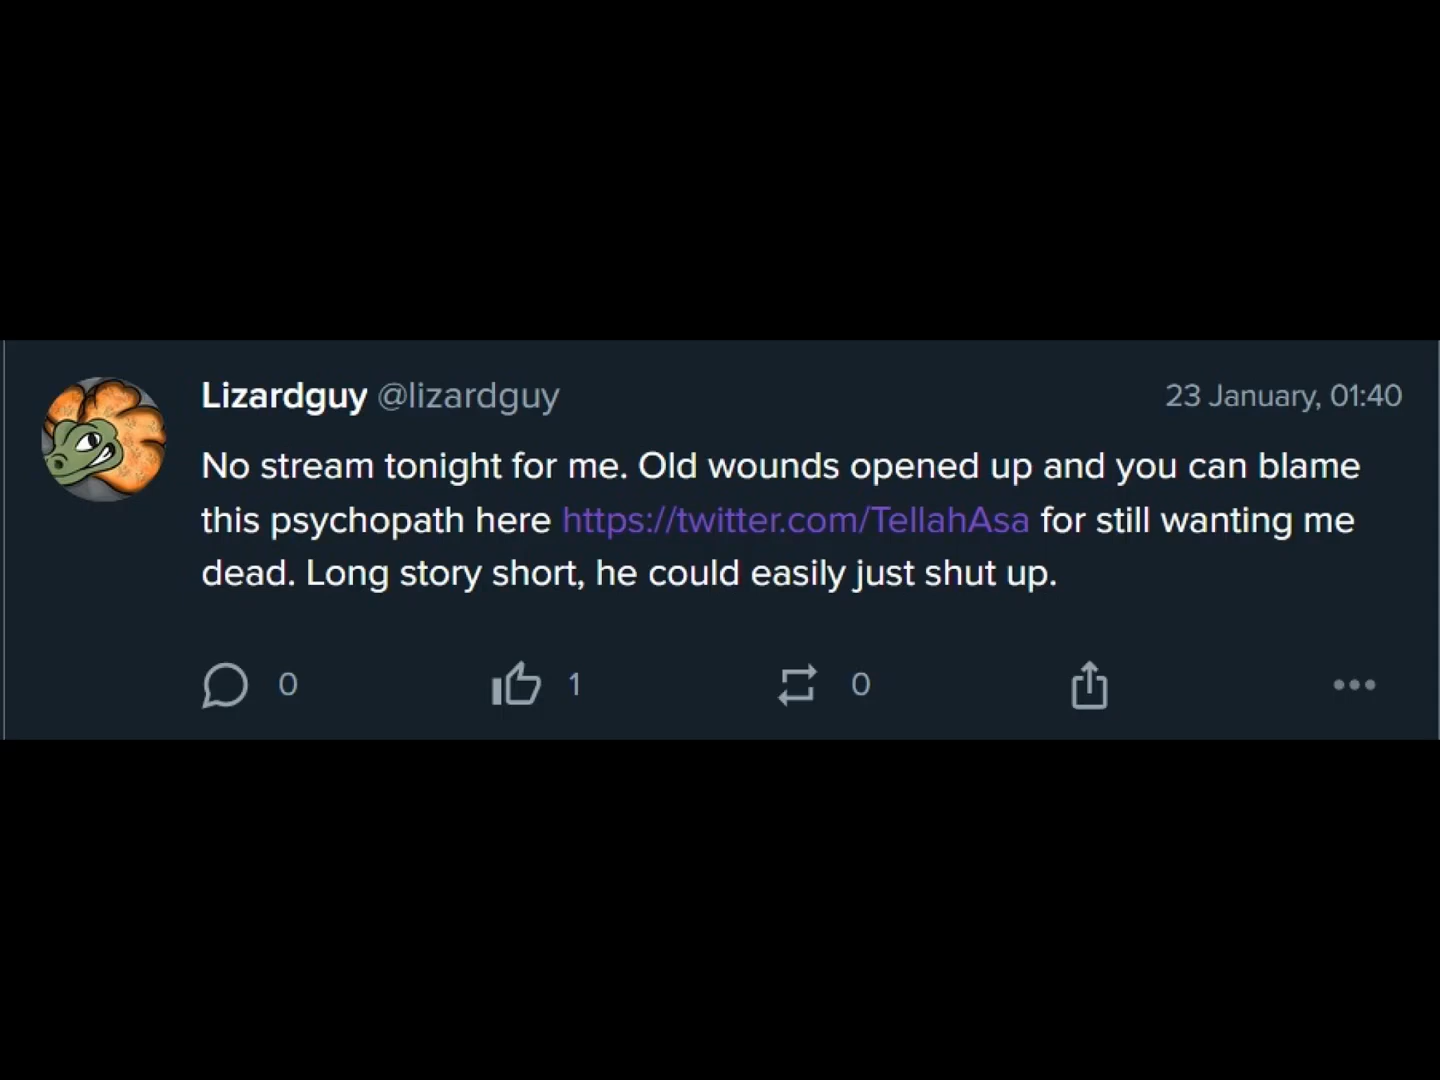 Lizardguy @lizardguy 23 January, 01:40
No stream tonight for me. Old wounds opened up and you can blame
this psychopath here https://twitter.com/TellahAsa for still wanting me
dead. Long story short, he could easily just shut up.
0 1 0